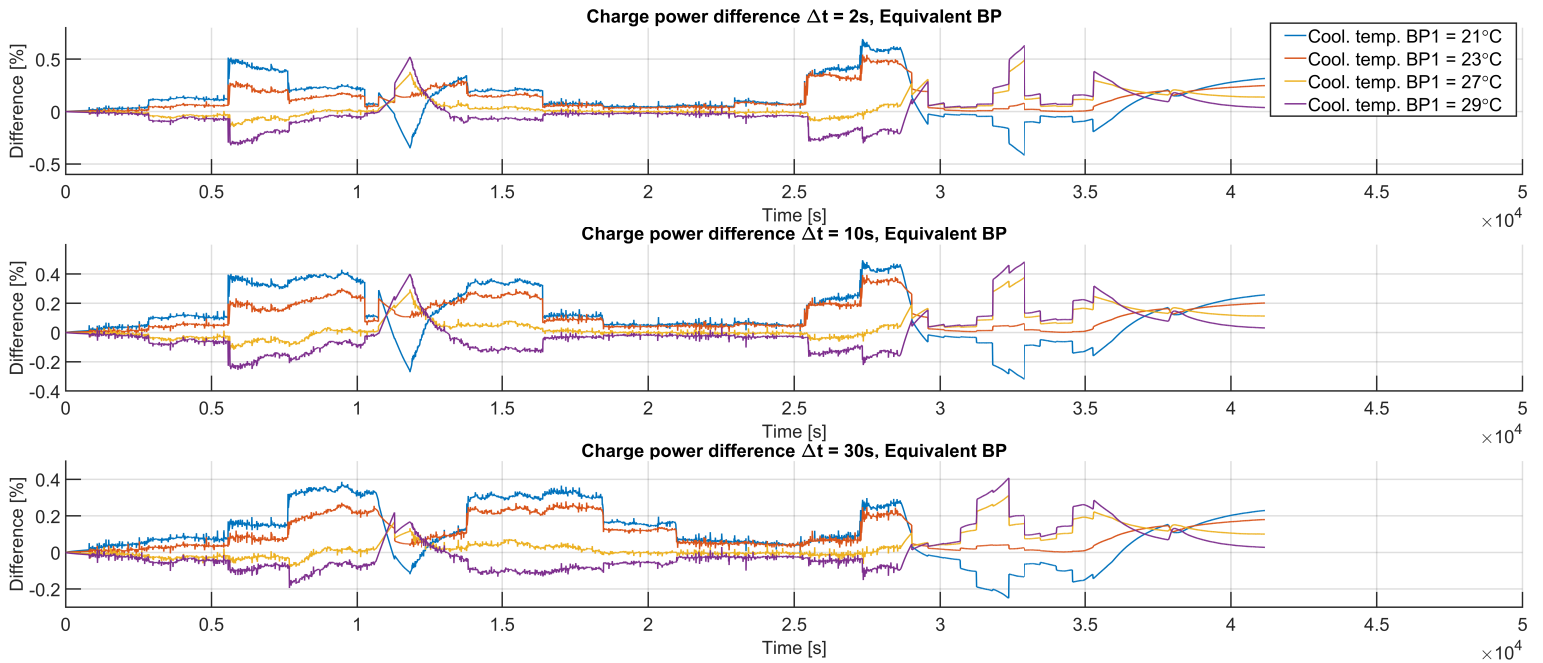 Charge power difference Δt = 2s, Equivalent BP
Difference [%]
0.5
0
-0.5
Cool. temp. BP1 = 21°C
Cool. temp. BP1 = 23°C
Cool. temp. BP1 = 27°C
Cool. temp. BP1 = 29°C
0 0.5 1 1.5 2 2.5 3 3.5 4 4.5 5
Time [s]
×10⁴
Charge power difference Δt = 10s, Equivalent BP
Difference [%]
0.4
0.2
0
-0.2
-0.4
0 0.5 1 1.5 2 2.5 3 3.5 4 4.5 5
Time [s]
×10⁴
Charge power difference Δt = 30s, Equivalent BP
Difference [%]
0.4
0.2
0
-0.2
0 0.5 1 1.5 2 2.5 3 3.5 4 4.5 5
Time [s]
×10⁴